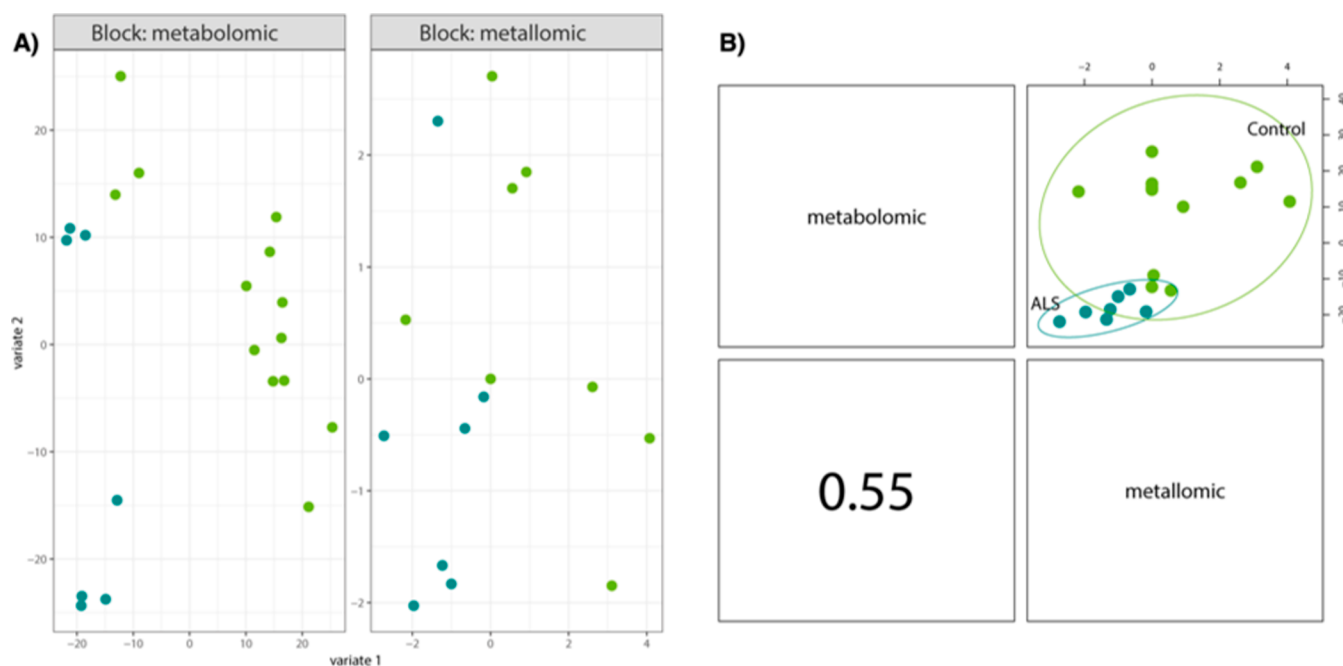 A)
Block: metabolomic
Block: metallomic
variate 2
20
10
0
−10
−20
2
1
0
−1
−2
−20
−10
0
10
20
−2
0
2
4
variate 1
B)
−2
0
2
4
metabolomic
Control
ALS
0.55
metallomic